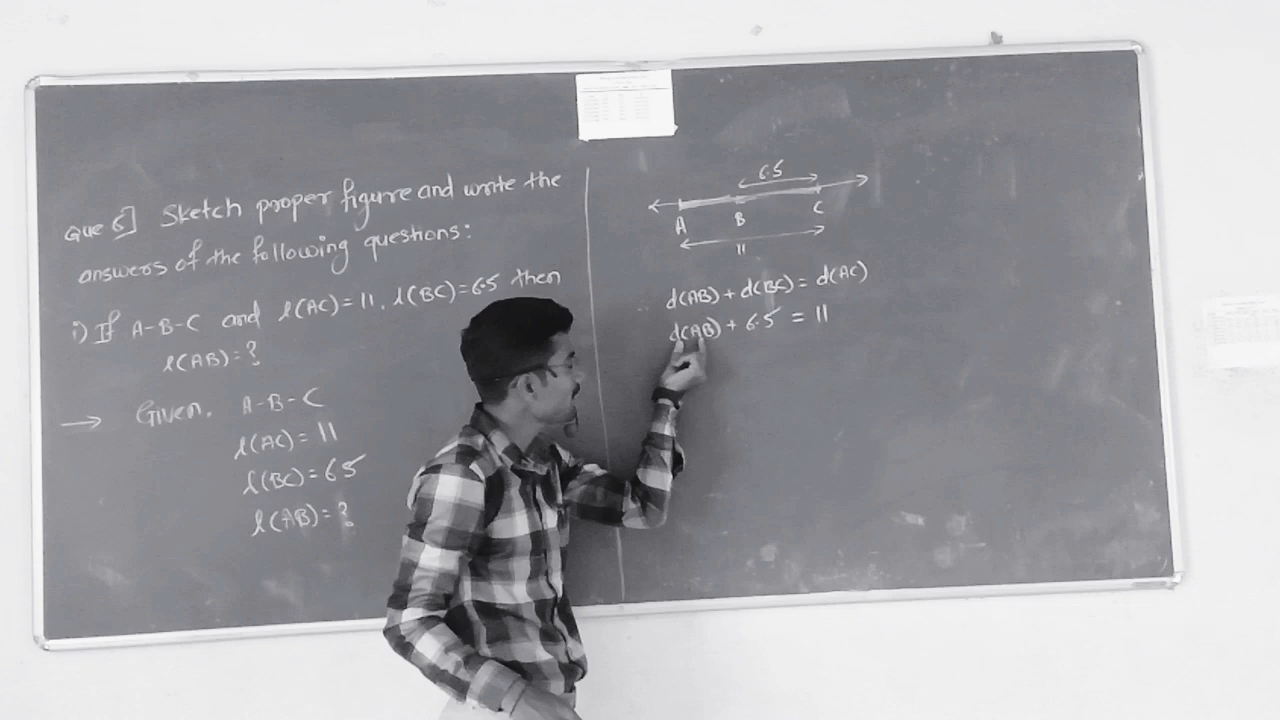 Que 6] Sketch proper figure and write the
answers of the following questions:
i) If A-B-C and l(AC)=11, l(BC)=6.5 then
l(AB)=?
→ Given, A-B-C
l(AC)=11
l(BC)=6.5
l(AB)=?
6.5
A B C
11
d(AB)+d(BC)=d(AC)
d(AB)+6.5=11